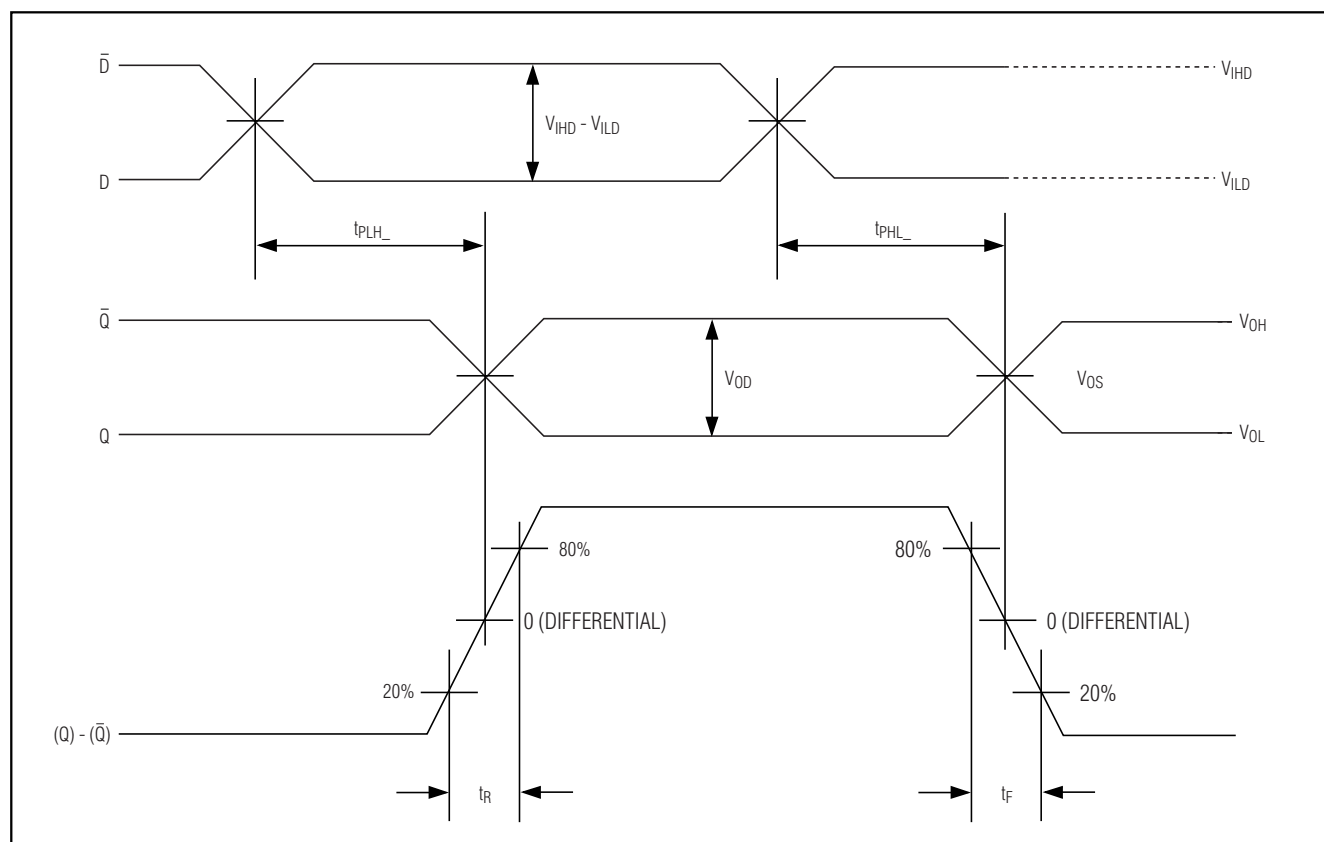 D̄
V_IHD
V_IHD - V_ILD
D
V_ILD
t_PLH_
t_PHL_
Q̄
V_OH
V_OD
V_OS
Q
V_OL
80%
80%
0 (DIFFERENTIAL)
0 (DIFFERENTIAL)
20%
20%
(Q) - (Q̄)
t_R
t_F